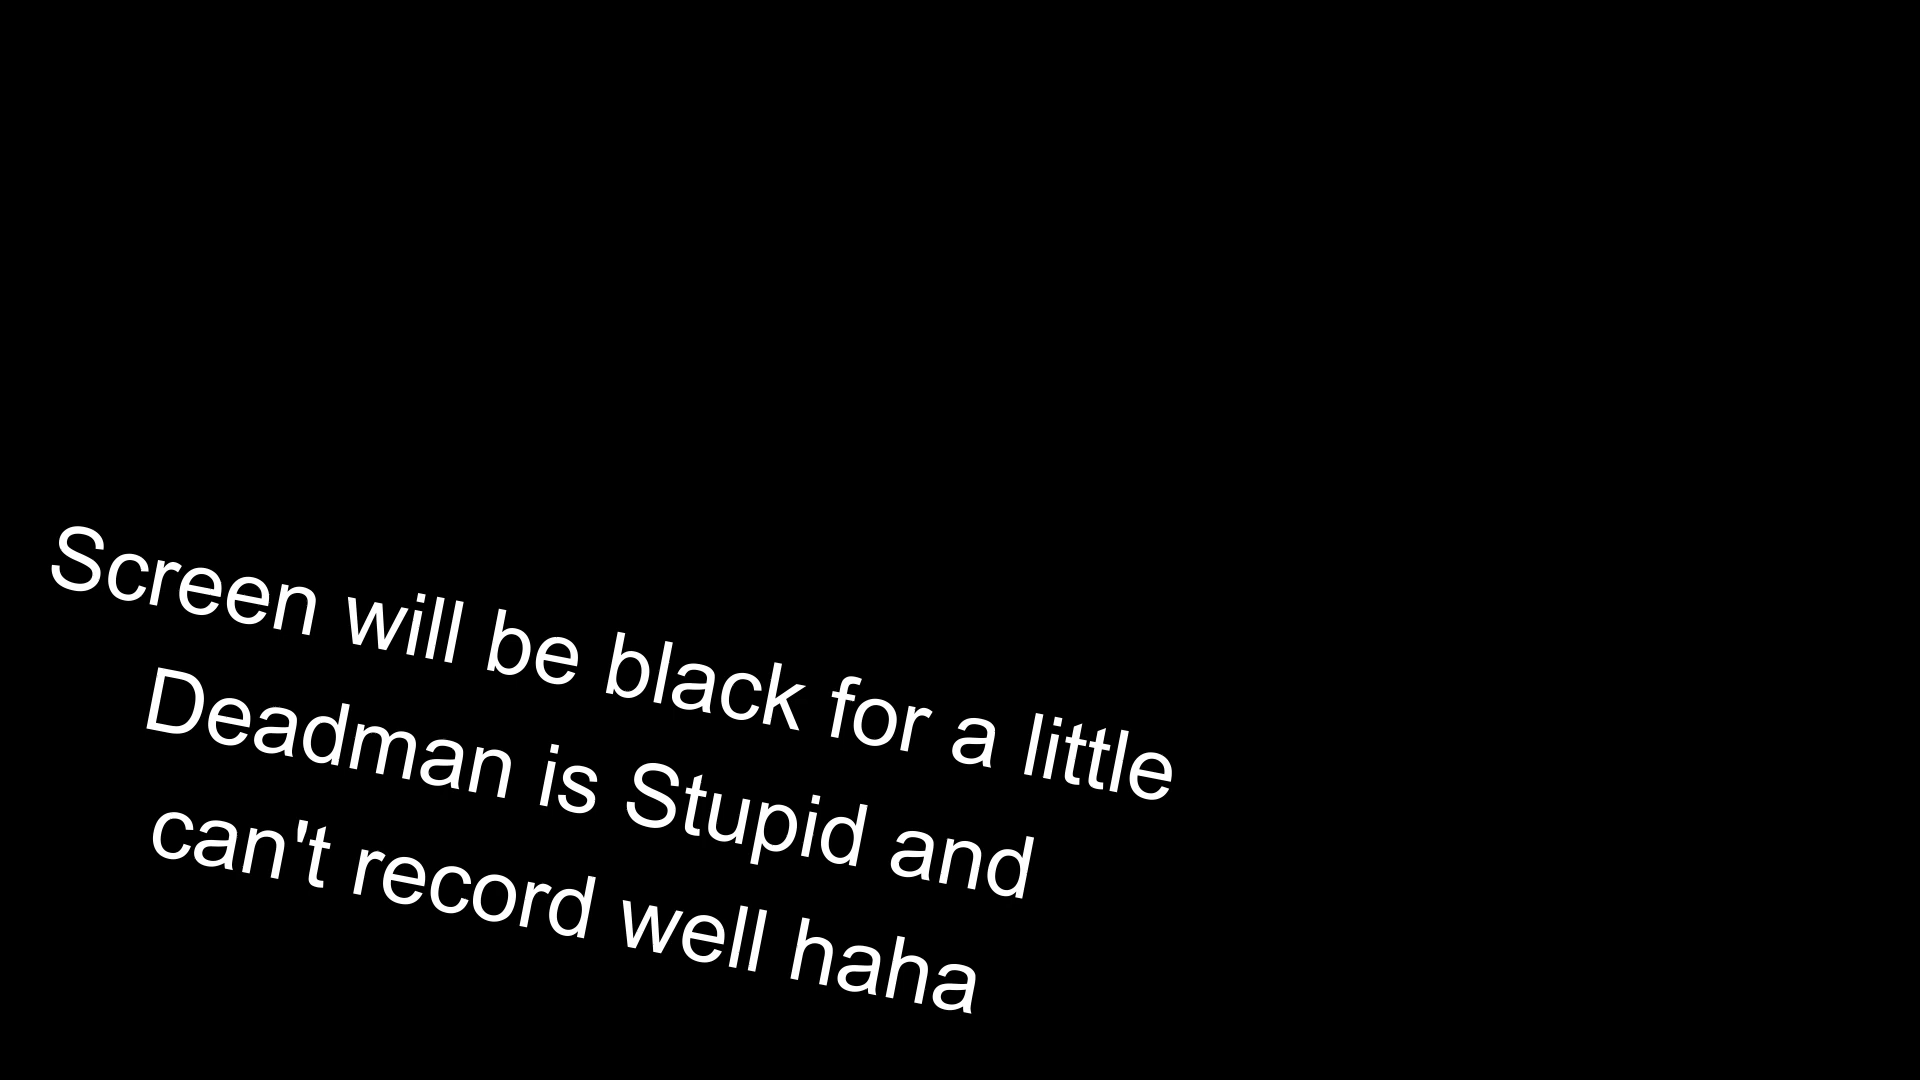 Screen will be black for a little
Deadman is Stupid and
can't record well haha